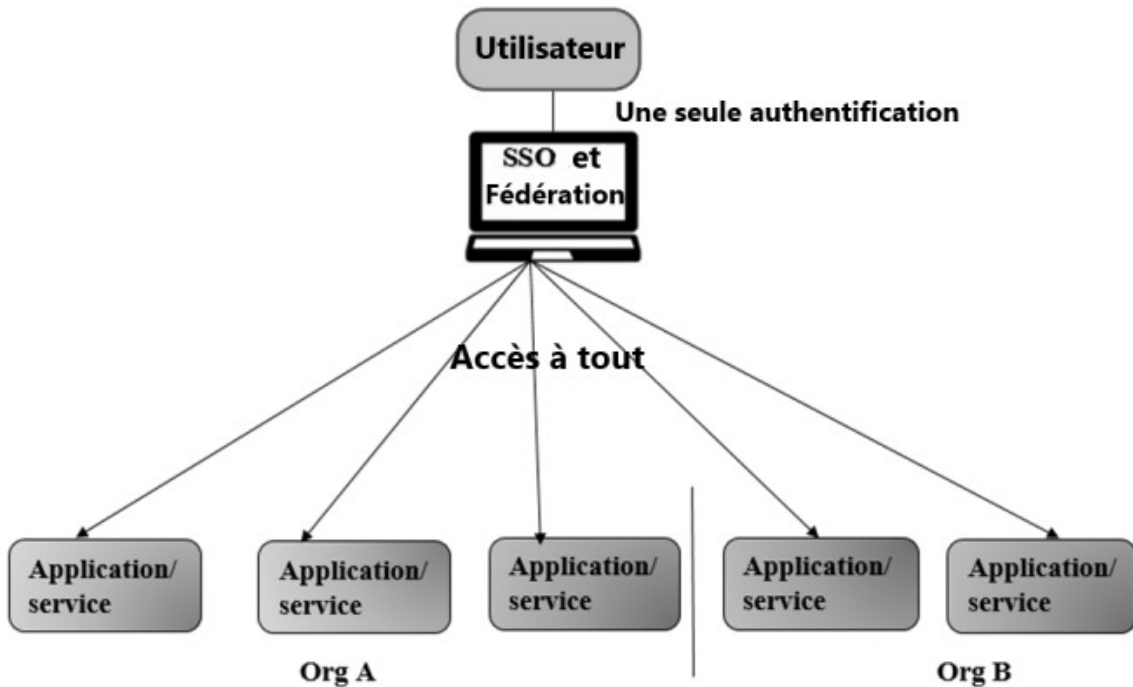 Utilisateur
Une seule authentification
SSO et
Fédération
Accès à tout
Application/
service
Application/
service
Application/
service
Application/
service
Application/
service
Org A
Org B